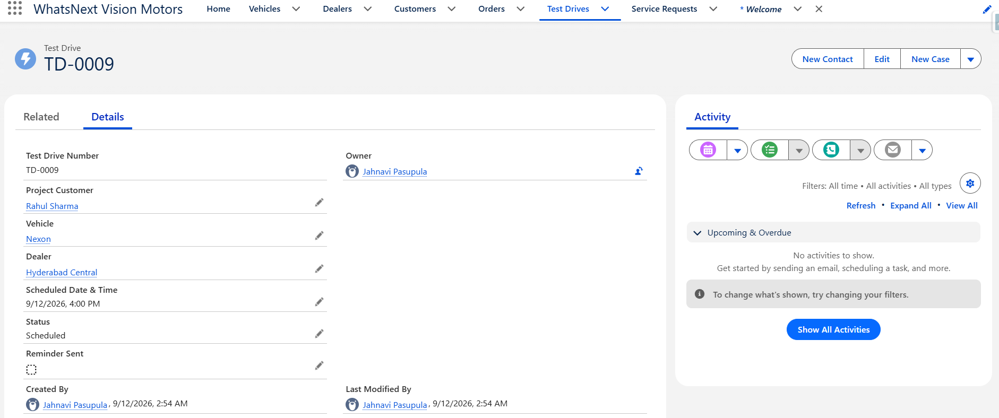 WhatsNext Vision Motors
Home
Vehicles
Dealers
Customers
Orders
Test Drives
Service Requests
* Welcome
Test Drive
TD-0009
New Contact
Edit
New Case
Related
Details
Test Drive Number
TD-0009
Owner
Jahnavi Pasupula
Project Customer
Rahul Sharma
Vehicle
Nexon
Dealer
Hyderabad Central
Scheduled Date & Time
9/12/2026, 4:00 PM
Status
Scheduled
Reminder Sent
Created By
Jahnavi Pasupula, 9/12/2026, 2:54 AM
Last Modified By
Jahnavi Pasupula, 9/12/2026, 2:54 AM
Activity
Filters: All time • All activities • All types
Refresh • Expand All • View All
Upcoming & Overdue
No activities to show.
Get started by sending an email, scheduling a task, and more.
To change what's shown, try changing your filters.
Show All Activities